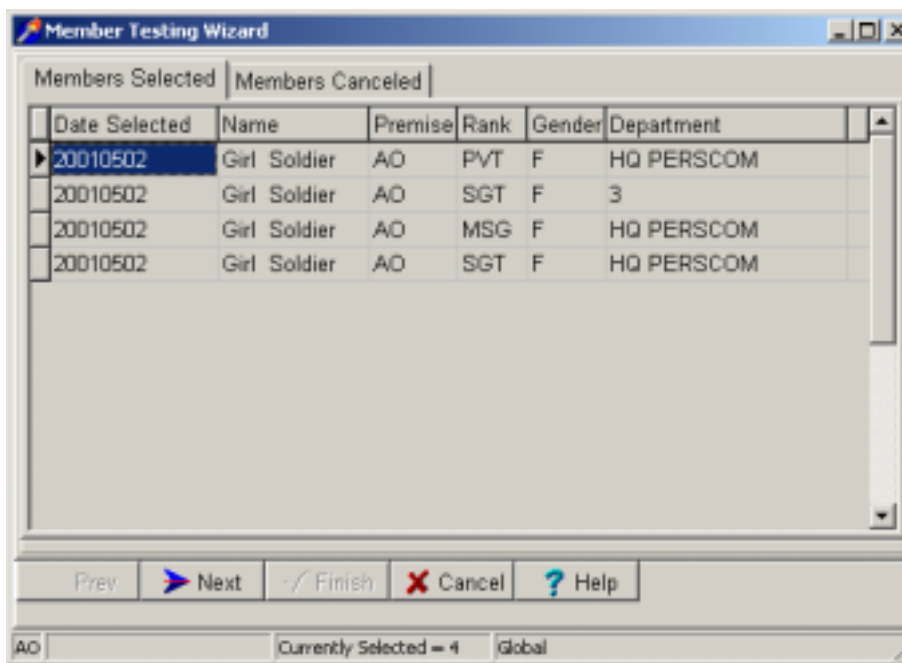 Member Testing Wizard
Members Selected Members Canceled
Date Selected Name Premise Rank Gender Department
20010502 Girl Soldier AO PVT F HQ PERSCOM
20010502 Girl Soldier AO SGT F 3
20010502 Girl Soldier AO MSG F HQ PERSCOM
20010502 Girl Soldier AO SGT F HQ PERSCOM
Prev Next Finish Cancel Help
AO Currently Selected = 4 Global